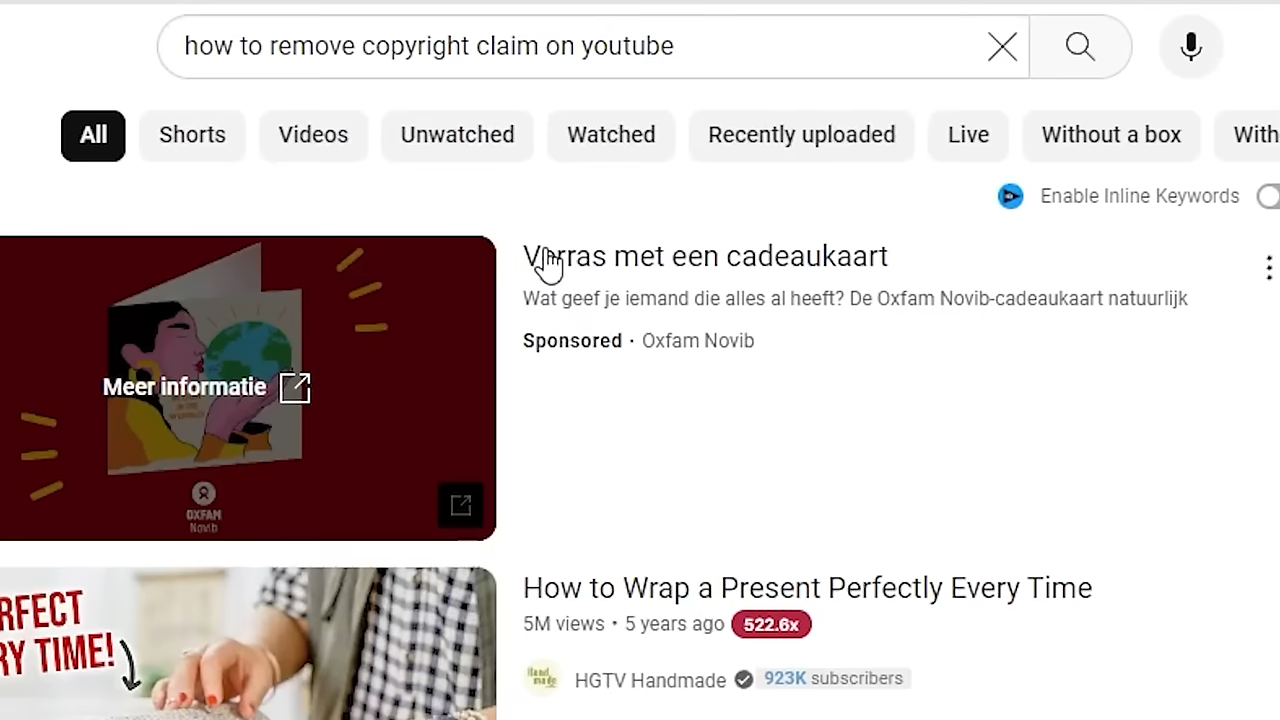 how to remove copyright claim on youtube
All Shorts Videos Unwatched Watched Recently uploaded Live Without a box With
Enable Inline Keywords
Verras met een cadeaukaart
Wat geef je iemand die alles al heeft? De Oxfam Novib-cadeaukaart natuurlijk
Sponsored · Oxfam Novib
Meer informatie
OXFAM
Novib
How to Wrap a Present Perfectly Every Time
5M views • 5 years ago 522.6x
RFECT
RY TIME!
HGTV Handmade 923K subscribers